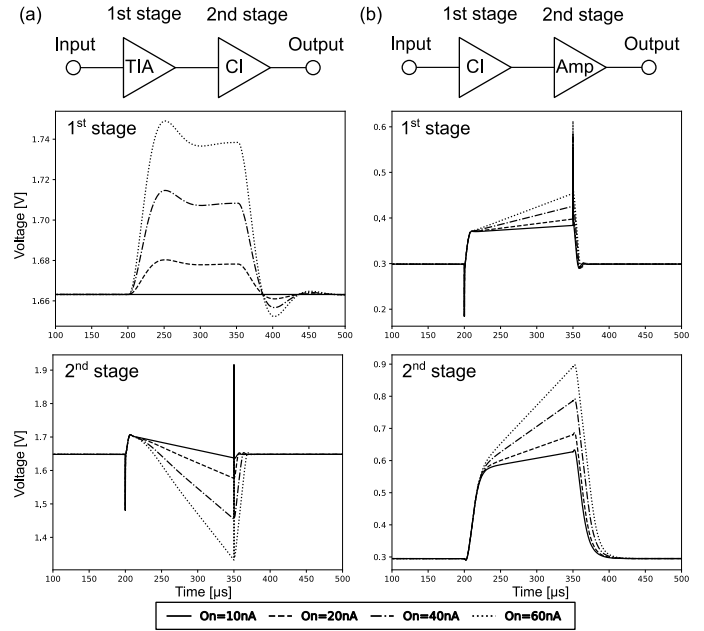 (a)
1st stage 2nd stage
Input Output
TIA CI
1st stage
Voltage [V]
1.74
1.72
1.70
1.68
1.66
100 150 200 250 300 350 400 450 500
2nd stage
Voltage [V]
1.9
1.8
1.7
1.6
1.5
1.4
100 150 200 250 300 350 400 450 500
Time [µs]
(b)
1st stage 2nd stage
Input Output
CI Amp
1st stage
Voltage [V]
0.6
0.5
0.4
0.3
0.2
100 150 200 250 300 350 400 450 500
2nd stage
Voltage [V]
0.9
0.8
0.7
0.6
0.5
0.4
0.3
100 150 200 250 300 350 400 450 500
Time [µs]
On=10nA On=20nA On=40nA On=60nA